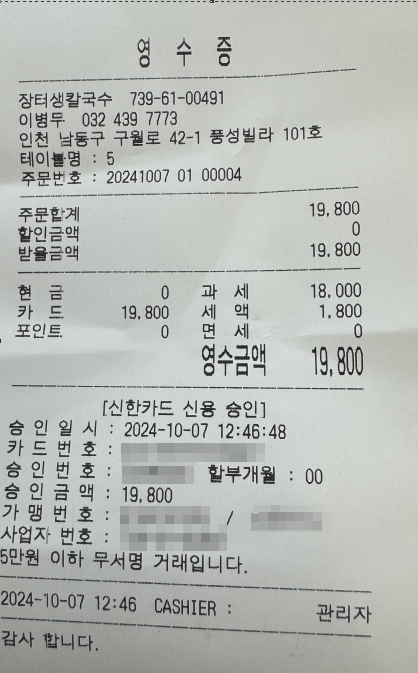 영 수 증
장터생칼국수 739-61-00491
이병무 032 439 7773
인천 남동구 구월로 42-1 풍성빌라 101호
테이블명 : 5
주문번호 : 20241007 01 00004
주문합계 19,800
할인금액 0
받을금액 19,800
현 금 0 과 세 18,000
카 드 19,800 세 액 1,800
포인트 0 면 세 0
영수금액 19,800
[신한카드 신용 승인]
승 인 일 시 : 2024-10-07 12:46:48
카 드 번 호 :
승 인 번 호 : 할부개월 : 00
승 인 금 액 : 19,800
가 맹 번 호 : /
사업자 번호 :
5만원 이하 무서명 거래입니다.
2024-10-07 12:46 CASHIER : 관리자
감사 합니다.